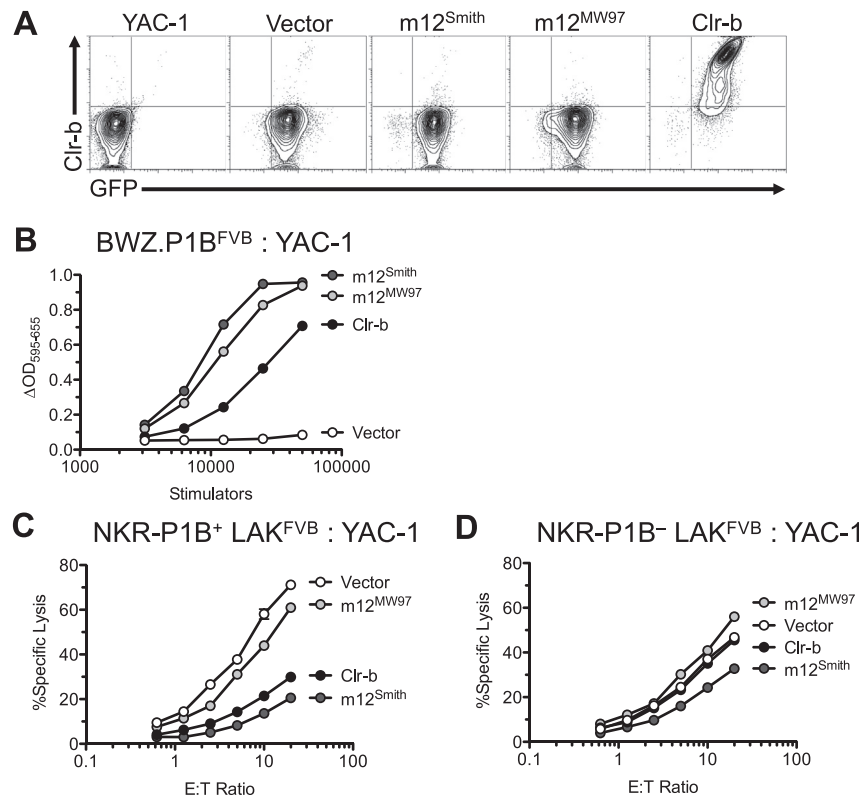 A
YAC-1 Vector m12Smith m12MW97 Clr-b
Clr-b
GFP
B
BWZ.P1BFVB : YAC-1
1.0
0.8
0.6
0.4
0.2
0.0
ΔOD595-655
m12Smith
m12MW97
Clr-b
Vector
1000 10000 100000
Stimulators
C
NKR-P1B+ LAKFVB : YAC-1
80
60
40
20
0
%Specific Lysis
Vector
m12MW97
Clr-b
m12Smith
0.1 1 10 100
E:T Ratio
D
NKR-P1B– LAKFVB : YAC-1
80
60
40
20
0
%Specific Lysis
m12MW97
Vector
Clr-b
m12Smith
0.1 1 10 100
E:T Ratio